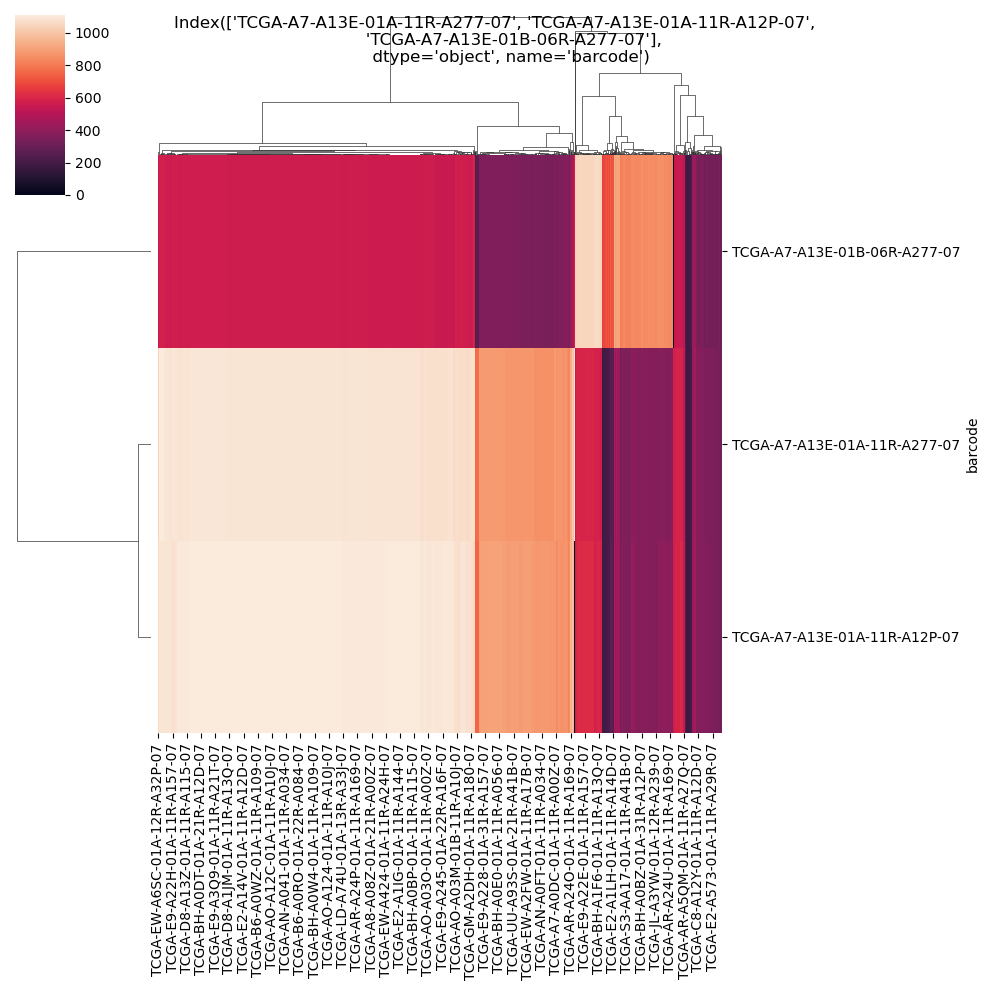 Index(['TCGA-A7-A13E-01A-11R-A277-07', 'TCGA-A7-A13E-01A-11R-A12P-07',
'TCGA-A7-A13E-01B-06R-A277-07'],
dtype='object', name='barcode')
1000
800
600
400
200
0
TCGA-A7-A13E-01B-06R-A277-07
TCGA-A7-A13E-01A-11R-A277-07
TCGA-A7-A13E-01A-11R-A12P-07
barcode
TCGA-EW-A6SC-01A-12R-A32P-07
TCGA-E9-A22H-01A-11R-A157-07
TCGA-D8-A13Z-01A-11R-A115-07
TCGA-BH-A0DT-01A-21R-A12D-07
TCGA-E9-A3Q9-01A-11R-A21T-07
TCGA-D8-A1JM-01A-11R-A13Q-07
TCGA-E2-A14V-01A-11R-A12D-07
TCGA-B6-A0WZ-01A-11R-A109-07
TCGA-AO-A12C-01A-11R-A10J-07
TCGA-AN-A041-01A-11R-A034-07
TCGA-B6-A0RO-01A-22R-A084-07
TCGA-BH-A0W4-01A-11R-A109-07
TCGA-AO-A124-01A-11R-A10J-07
TCGA-LD-A74U-01A-13R-A33J-07
TCGA-AR-A24P-01A-11R-A169-07
TCGA-A8-A08Z-01A-21R-A00Z-07
TCGA-EW-A424-01A-11R-A24H-07
TCGA-E2-A1IG-01A-11R-A144-07
TCGA-BH-A0BP-01A-11R-A115-07
TCGA-AO-A03O-01A-11R-A00Z-07
TCGA-E9-A245-01A-22R-A16F-07
TCGA-AO-A03M-01B-11R-A10J-07
TCGA-GM-A2DH-01A-11R-A180-07
TCGA-E9-A228-01A-31R-A157-07
TCGA-BH-A0E0-01A-11R-A056-07
TCGA-UU-A93S-01A-21R-A41B-07
TCGA-EW-A2FW-01A-11R-A17B-07
TCGA-AN-A0FT-01A-11R-A034-07
TCGA-A7-A0DC-01A-11R-A00Z-07
TCGA-AR-A24O-01A-11R-A169-07
TCGA-E9-A22E-01A-11R-A157-07
TCGA-BH-A1F6-01A-11R-A13Q-07
TCGA-E2-A1LH-01A-11R-A14D-07
TCGA-S3-AA17-01A-11R-A41B-07
TCGA-BH-A0BZ-01A-31R-A12P-07
TCGA-JL-A3YW-01A-12R-A239-07
TCGA-AR-A24U-01A-11R-A169-07
TCGA-AR-A5QM-01A-11R-A27Q-07
TCGA-C8-A12Y-01A-11R-A12D-07
TCGA-E2-A573-01A-11R-A29R-07